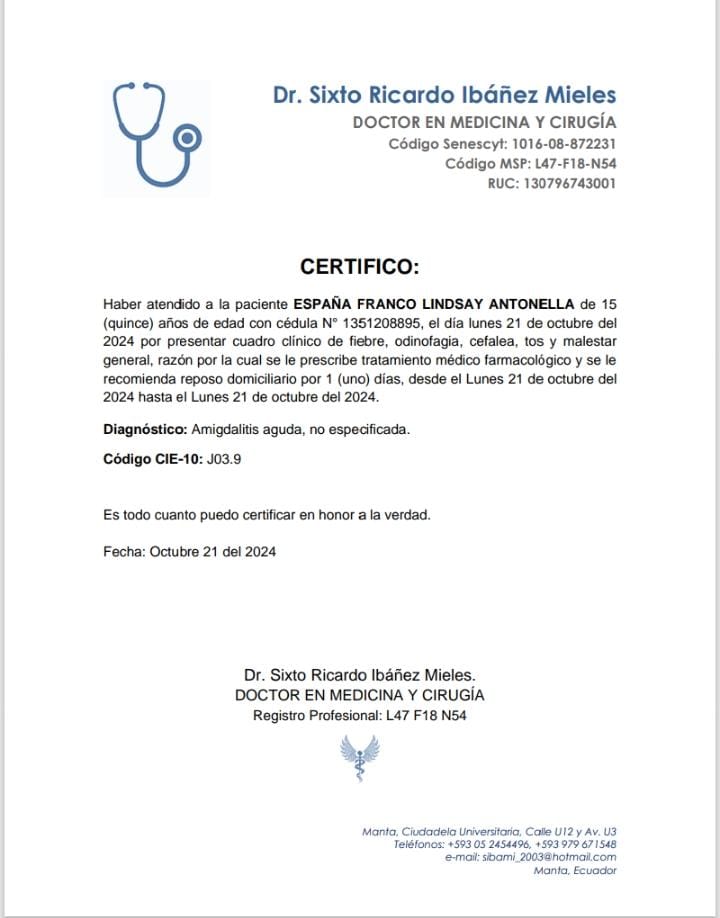 Dr. Sixto Ricardo Ibáñez Mieles
DOCTOR EN MEDICINA Y CIRUGÍA
Código Senescyt: 1016-08-872231
Código MSP: L47-F18-N54
RUC: 130796743001
CERTIFICO:
Haber atendido a la paciente ESPAÑA FRANCO LINDSAY ANTONELLA de 15
(quince) años de edad con cédula N° 1351208895, el día lunes 21 de octubre del
2024 por presentar cuadro clínico de fiebre, odinofagia, cefalea, tos y malestar
general, razón por la cual se le prescribe tratamiento médico farmacológico y se le
recomienda reposo domiciliario por 1 (uno) días, desde el Lunes 21 de octubre del
2024 hasta el Lunes 21 de octubre del 2024.
Diagnóstico: Amigdalitis aguda, no especificada.
Código CIE-10: J03.9
Es todo cuanto puedo certificar en honor a la verdad.
Fecha: Octubre 21 del 2024
Dr. Sixto Ricardo Ibáñez Mieles.
DOCTOR EN MEDICINA Y CIRUGÍA
Registro Profesional: L47 F18 N54
Manta, Ciudadela Universitaria, Calle U12 y Av. U3
Teléfonos: +593 05 2454496, +593 979 671548
e-mail: sibami_2003@hotmail.com
Manta, Ecuador